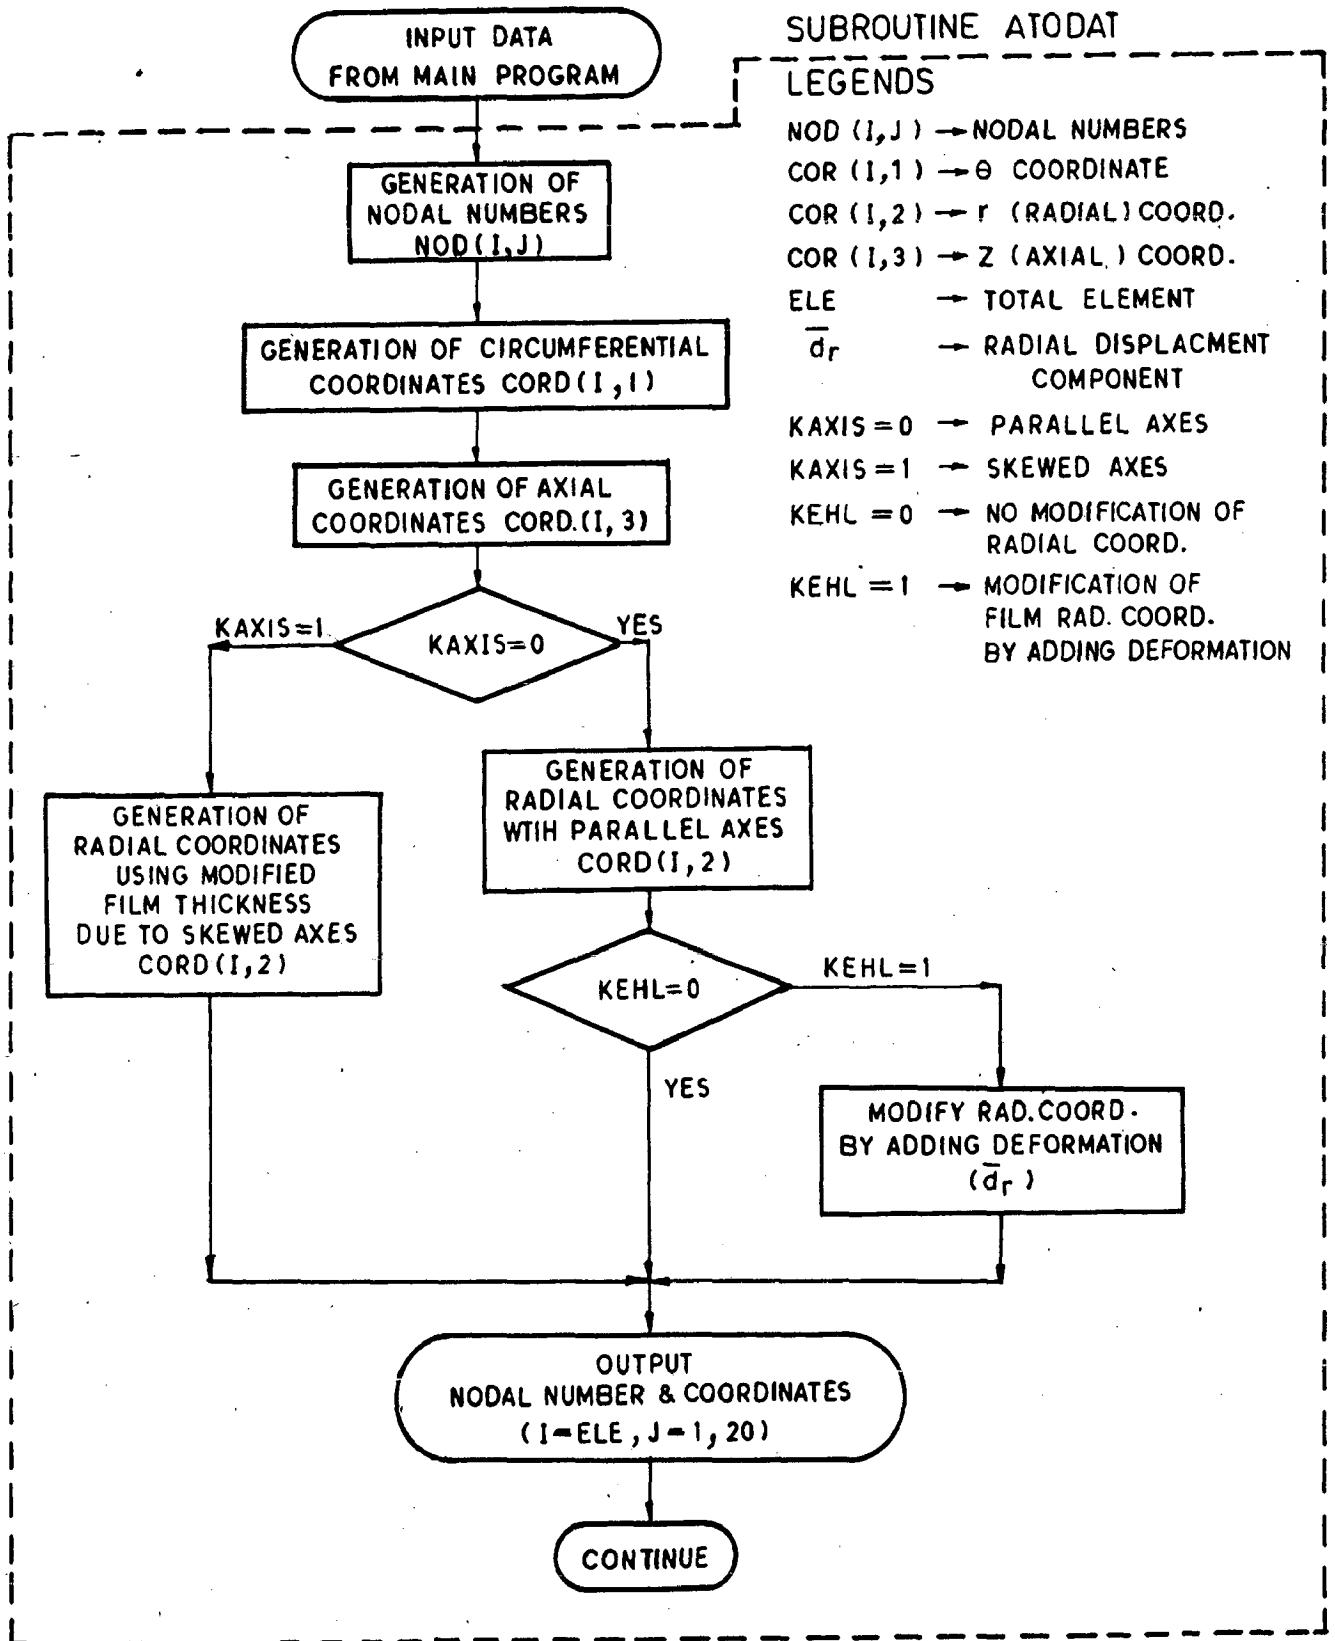 SUBROUTINE ATODAT
INPUT DATA
FROM MAIN PROGRAM
LEGENDS
NOD (I,J) → NODAL NUMBERS
COR (I,1) → θ COORDINATE
COR (I,2) → r (RADIAL) COORD.
COR (I,3) → Z (AXIAL) COORD.
ELE → TOTAL ELEMENT
d̅r → RADIAL DISPLACMENT
COMPONENT
KAXIS = 0 → PARALLEL AXES
KAXIS = 1 → SKEWED AXES
KEHL = 0 → NO MODIFICATION OF
RADIAL COORD.
KEHL = 1 → MODIFICATION OF
FILM RAD. COORD.
BY ADDING DEFORMATION
GENERATION OF
NODAL NUMBERS
NOD(I,J)
GENERATION OF CIRCUMFERENTIAL
COORDINATES CORD(I,1)
GENERATION OF AXIAL
COORDINATES CORD.(I,3)
KAXIS=1
KAXIS=0
YES
GENERATION OF
RADIAL COORDINATES
USING MODIFIED
FILM THICKNESS
DUE TO SKEWED AXES
CORD(I,2)
GENERATION OF
RADIAL COORDINATES
WTIH PARALLEL AXES
CORD(I,2)
KEHL=0
KEHL=1
YES
MODIFY RAD.COORD.
BY ADDING DEFORMATION
(d̅r)
OUTPUT
NODAL NUMBER & COORDINATES
(I=ELE, J=1,20)
CONTINUE